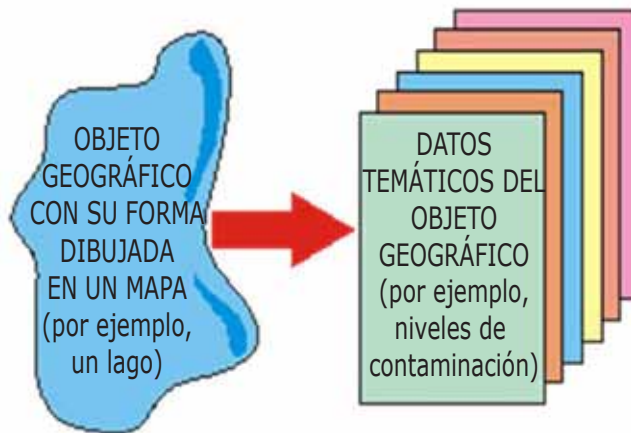 OBJETO
GEOGRÁFICO
CON SU FORMA
DIBUJADA
EN UN MAPA
(por ejemplo,
un lago)
DATOS
TEMÁTICOS DEL
OBJETO
GEOGRÁFICO
(por ejemplo,
niveles de
contaminación)